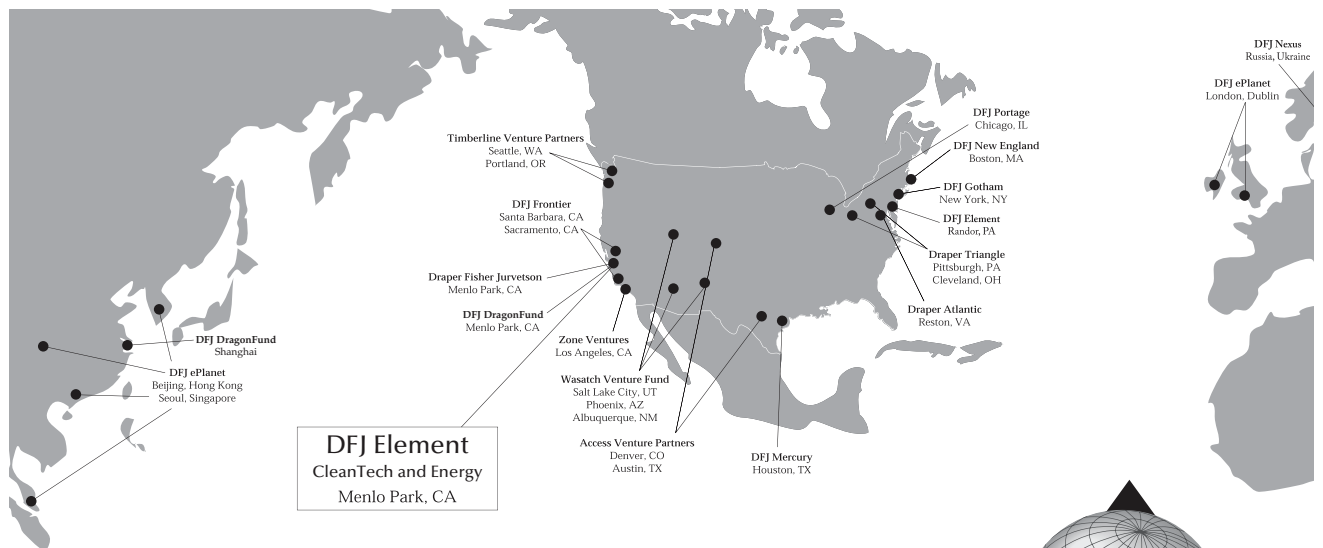 DFJ Nexus
Russia, Ukraine
DFJ ePlanet
London, Dublin
DFJ Portage
Chicago, IL
Timberline Venture Partners
Seattle, WA
Portland, OR
DFJ New England
Boston, MA
DFJ Gotham
New York, NY
DFJ Frontier
Santa Barbara, CA
Sacramento, CA
DFJ Element
Randor, PA
Draper Triangle
Pittsburgh, PA
Cleveland, OH
Draper Fisher Jurvetson
Menlo Park, CA
Draper Atlantic
Reston, VA
DFJ DragonFund
Menlo Park, CA
DFJ DragonFund
Shanghai
Zone Ventures
Los Angeles, CA
DFJ ePlanet
Beijing, Hong Kong
Seoul, Singapore
Wasatch Venture Fund
Salt Lake City, UT
Phoenix, AZ
Albuquerque, NM
DFJ Element
CleanTech and Energy
Menlo Park, CA
Access Venture Partners
Denver, CO
Austin, TX
DFJ Mercury
Houston, TX